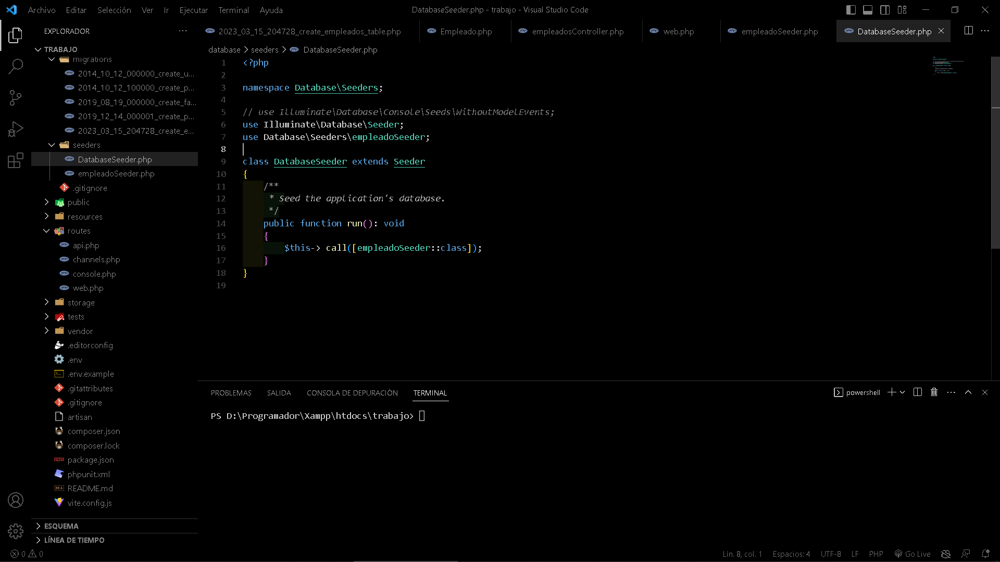 Archivo Editar Selección Ver Ir Ejecutar Terminal Ayuda
DatabaseSeeder.php - trabajo - Visual Studio Code
EXPLORADOR
TRABAJO
migrations
2014_10_12_000000_create_u...
2014_10_12_100000_create_p...
2019_08_19_000000_create_fa...
2019_12_14_000001_create_p...
2023_03_15_204728_create_e...
seeders
DatabaseSeeder.php
empleadoSeeder.php
.gitignore
public
resources
routes
api.php
channels.php
console.php
web.php
storage
tests
vendor
.editorconfig
.env
.env.example
.gitattributes
.gitignore
artisan
composer.json
composer.lock
package.json
phpunit.xml
README.md
vite.config.js
ESQUEMA
LÍNEA DE TIEMPO
2023_03_15_204728_create_empleados_table.php Empleado.php empleadosController.php web.php empleadoSeeder.php DatabaseSeeder.php
database > seeders > DatabaseSeeder.php
1 <?php
2
3 namespace Database\Seeders;
4
5 // use Illuminate\Database\Console\Seeds\WithoutModelEvents;
6 use Illuminate\Database\Seeder;
7 use Database\Seeders\empleadoSeeder;
8
9 class DatabaseSeeder extends Seeder
10 {
11 /**
12 * Seed the application's database.
13 */
14 public function run(): void
15 {
16 $this-> call([empleadoSeeder::class]);
17 }
18 }
19
PROBLEMAS SALIDA CONSOLA DE DEPURACIÓN TERMINAL
powershell
PS D:\Programador\Xampp\htdocs\trabajo>
0 0
Lín. 8, col. 1 Espacios: 4 UTF-8 LF PHP Go Live